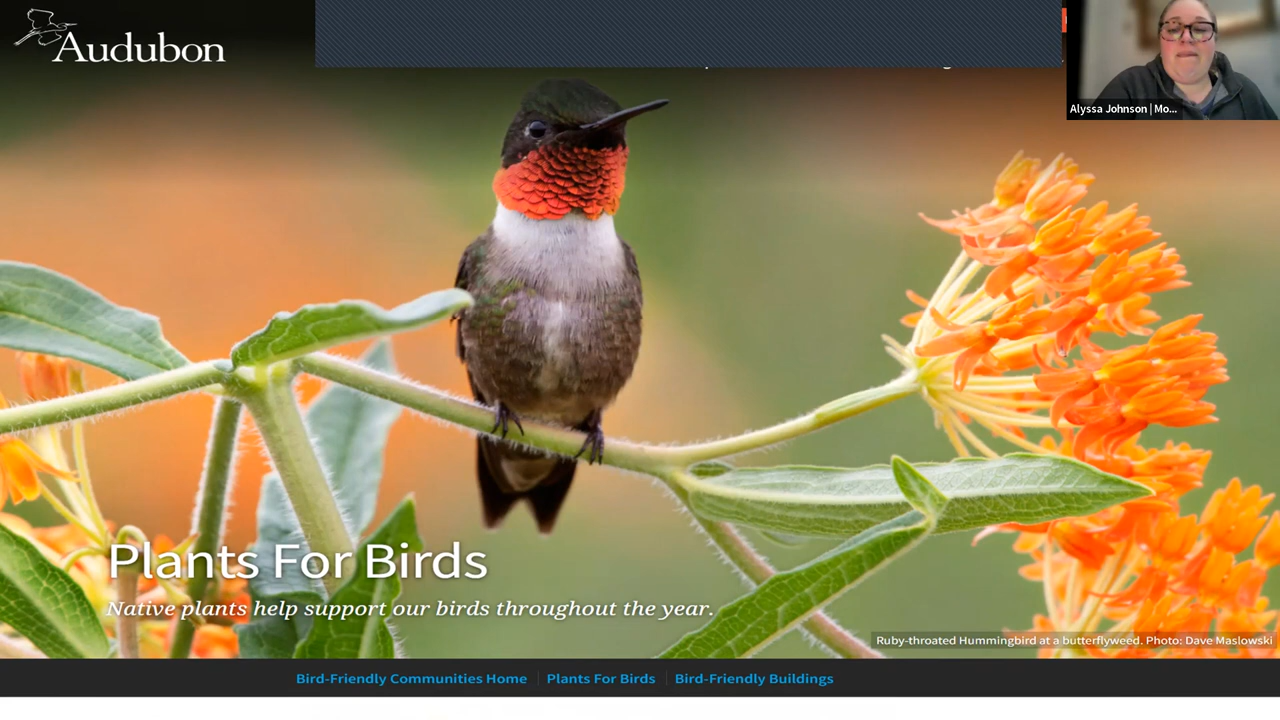 Audubon
Alyssa Johnson | Mo...
Plants For Birds
Native plants help support our birds throughout the year.
Ruby-throated Hummingbird at a butterflyweed. Photo: Dave Maslowski
Bird-Friendly Communities Home
Plants For Birds
Bird-Friendly Buildings